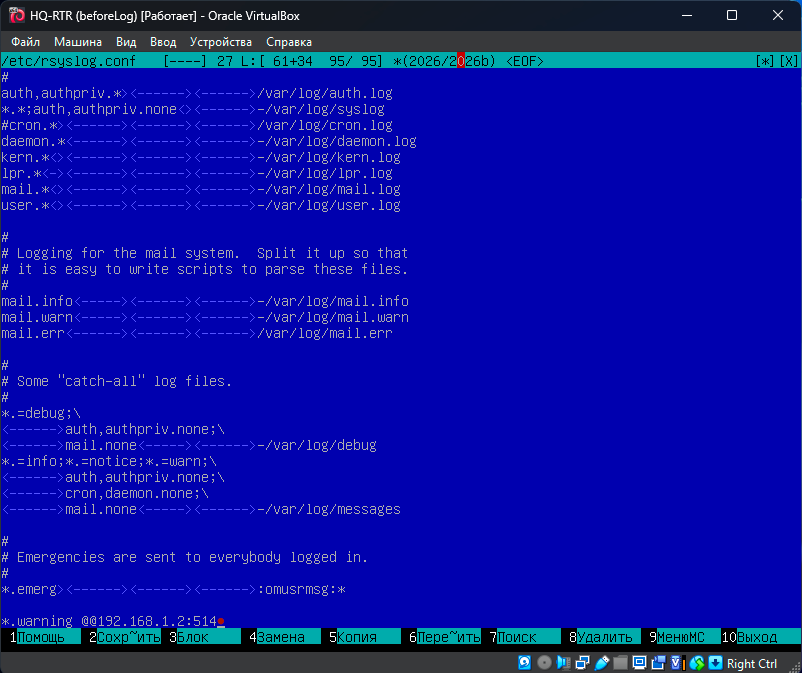 HQ-RTR (beforeLog) [Работает] - Oracle VirtualBox
Файл Машина Вид Ввод Устройства Справка
/etc/rsyslog.conf [----] 27 L:[ 61+34 95/ 95] *(2026/2026b) <EOF> [*][X]
#
auth,authpriv.*><------><------>/var/log/auth.log
*.*;auth,authpriv.none<><------>-/var/log/syslog
#cron.*><------><------><------>/var/log/cron.log
daemon.*<------><------><------>-/var/log/daemon.log
kern.*<><------><------><------>-/var/log/kern.log
lpr.*<-><------><------><------>-/var/log/lpr.log
mail.*<><------><------><------>-/var/log/mail.log
user.*<><------><------><------>-/var/log/user.log
#
# Logging for the mail system.  Split it up so that
# it is easy to write scripts to parse these files.
#
mail.info<------><------><------>-/var/log/mail.info
mail.warn<------><------><------>-/var/log/mail.warn
mail.err<------><------><------>/var/log/mail.err
#
# Some "catch-all" log files.
#
*.=debug;\
<------>auth,authpriv.none;\
<------>mail.none<-----><------>-/var/log/debug
*.=info;*.=notice;*.=warn;\
<------>auth,authpriv.none;\
<------>cron,daemon.none;\
<------>mail.none<-----><------>-/var/log/messages
#
# Emergencies are sent to everybody logged in.
#
*.emerg><------><------><------>:omusrmsg:*
*.warning @@192.168.1.2:514
1Помощь 2Сохр~ить 3Блок 4Замена 5Копия 6Пере~ить 7Поиск 8Удалить 9МенюМС 10Выход
Right Ctrl